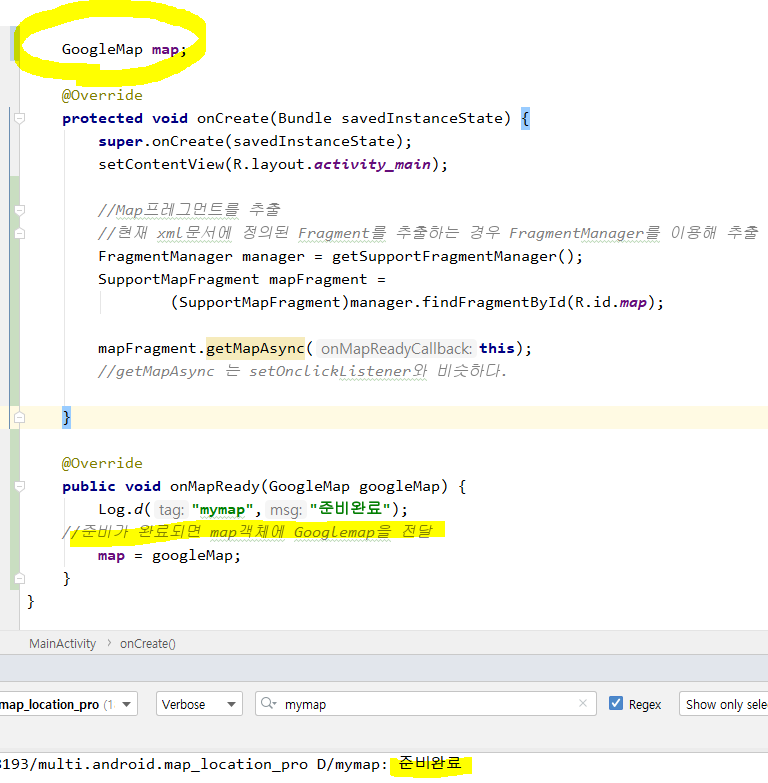 GoogleMap map;
@Override
protected void onCreate(Bundle savedInstanceState) {
super.onCreate(savedInstanceState);
setContentView(R.layout.activity_main);
//Map프레그먼트를 추출
//현재 xml문서에 정의된 Fragment를 추출하는 경우 FragmentManager를 이용해 추출
FragmentManager manager = getSupportFragmentManager();
SupportMapFragment mapFragment =
(SupportMapFragment)manager.findFragmentById(R.id.map);
mapFragment.getMapAsync( onMapReadyCallback: this);
//getMapAsync 는 setOnclickListener와 비슷하다.
}
@Override
public void onMapReady(GoogleMap googleMap) {
Log.d( tag: "mymap", msg: "준비완료");
//준비가 완료되면 map객체에 Googlemap을 전달
map = googleMap;
}
}
MainActivity › onCreate()
map_location_pro (1 Verbose mymap Regex Show only sele
8193/multi.android.map_location_pro D/mymap: 준비완료